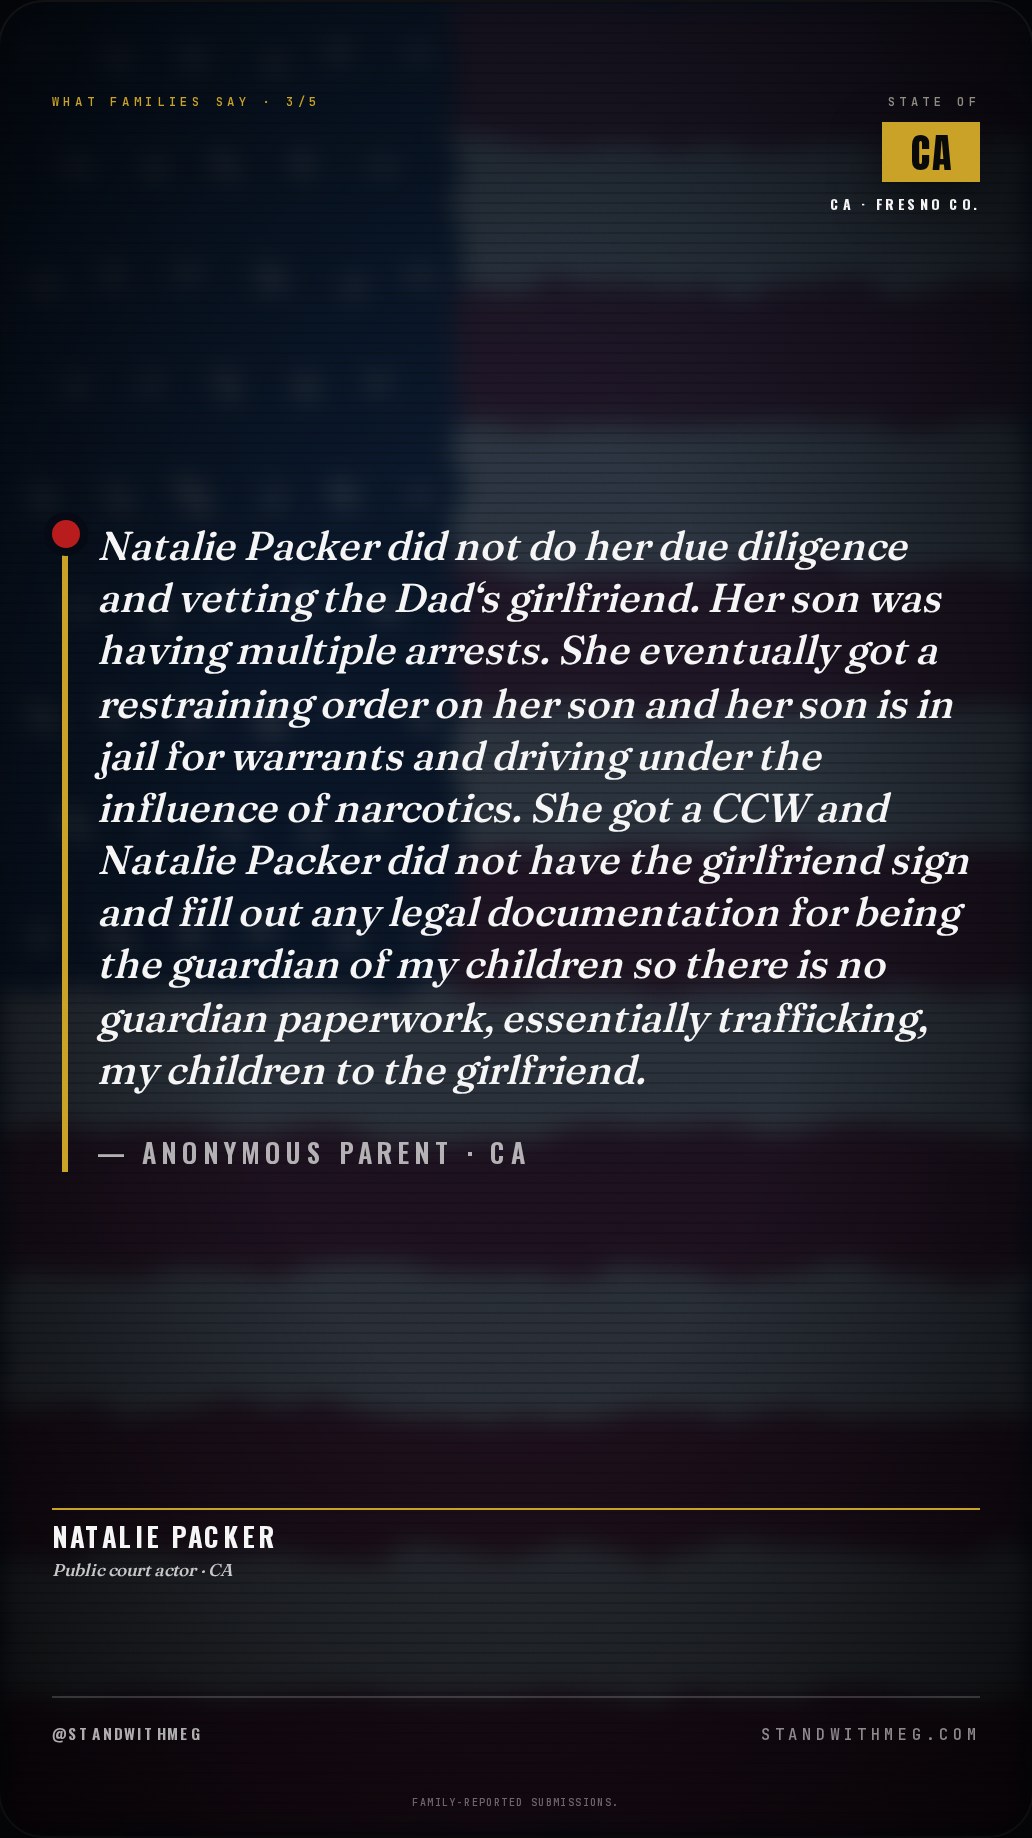 WHAT FAMILIES SAY · 3/5
STATE OF
CA
CA · FRESNO CO.
Natalie Packer did not do her due diligence
and vetting the Dad‘s girlfriend. Her son was
having multiple arrests. She eventually got a
restraining order on her son and her son is in
jail for warrants and driving under the
influence of narcotics. She got a CCW and
Natalie Packer did not have the girlfriend sign
and fill out any legal documentation for being
the guardian of my children so there is no
guardian paperwork, essentially trafficking,
my children to the girlfriend.
— ANONYMOUS PARENT · CA
NATALIE PACKER
Public court actor · CA
@STANDWITHMEG
STANDWITHMEG.COM
FAMILY-REPORTED SUBMISSIONS.